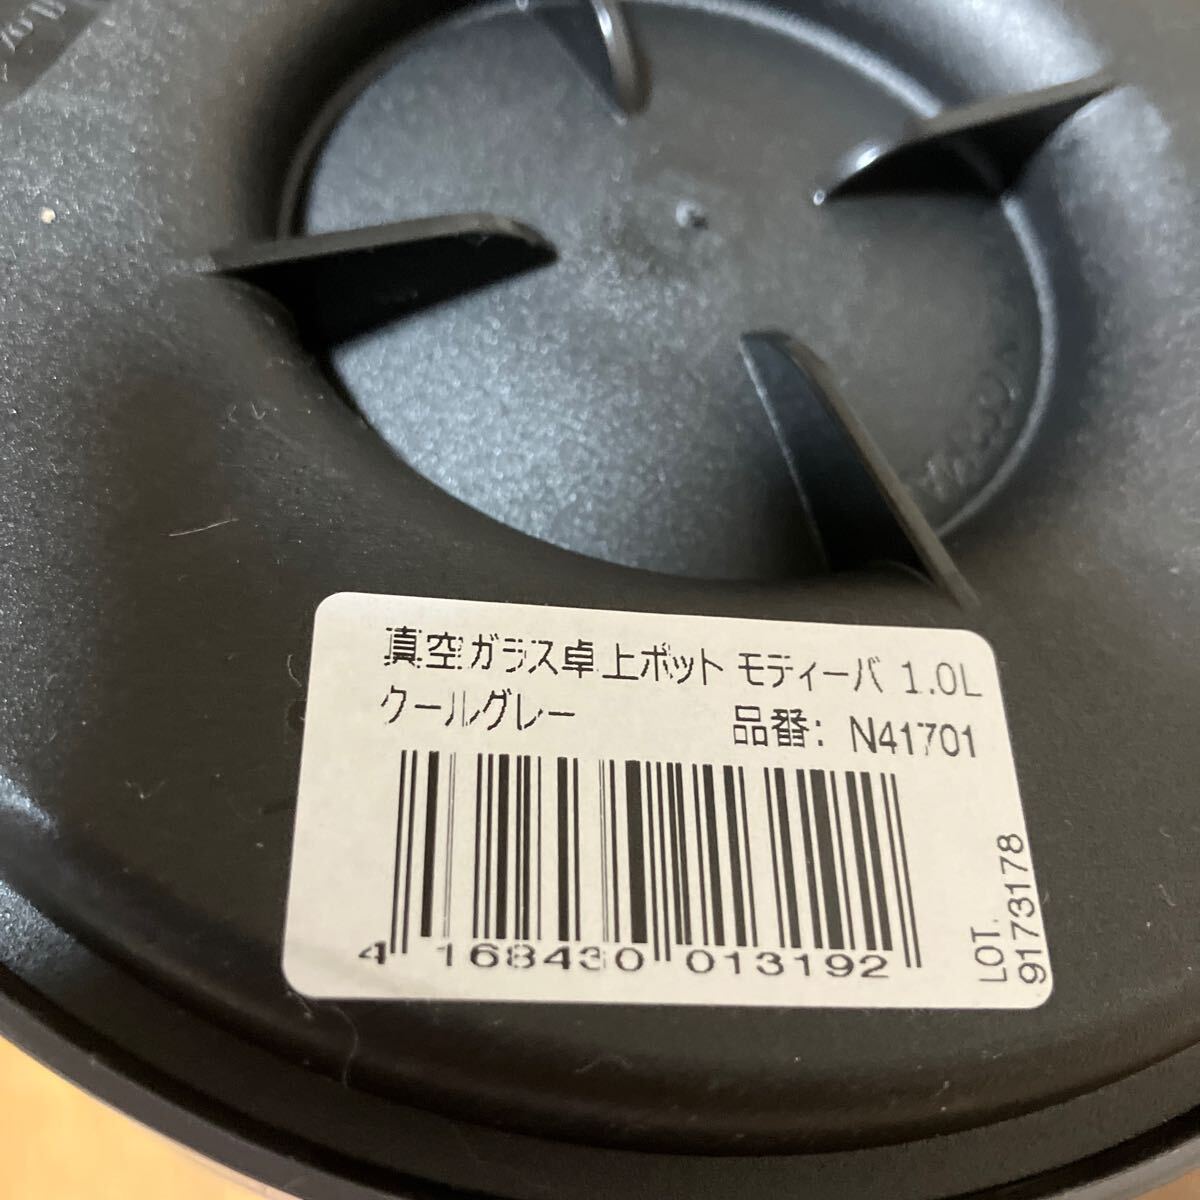 真空ガラス卓上ポット モディーバ 1.0L
クールグレー 品番: N41701
4 168430 013192
LOT.
9173178